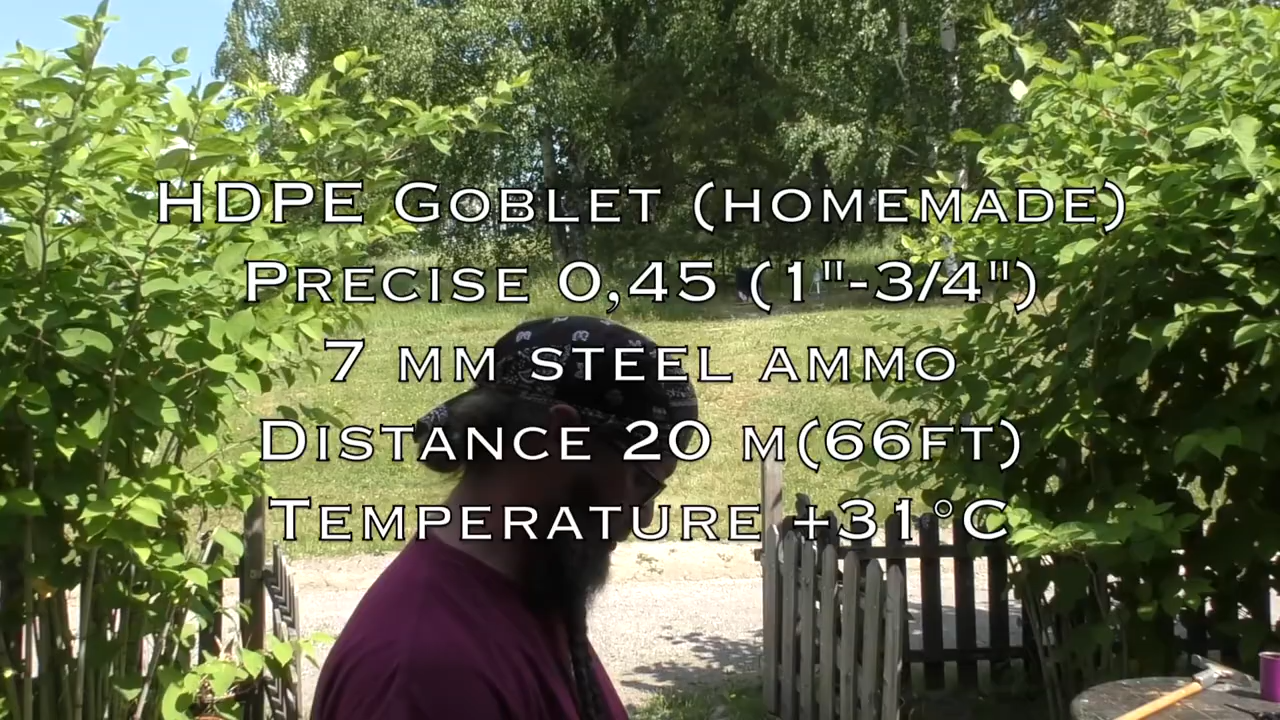 HDPE GOBLET (HOMEMADE)
PRECISE 0,45 (1"-3/4")
7 MM STEEL AMMO
DISTANCE 20 M(66FT)
TEMPERATURE +31°C